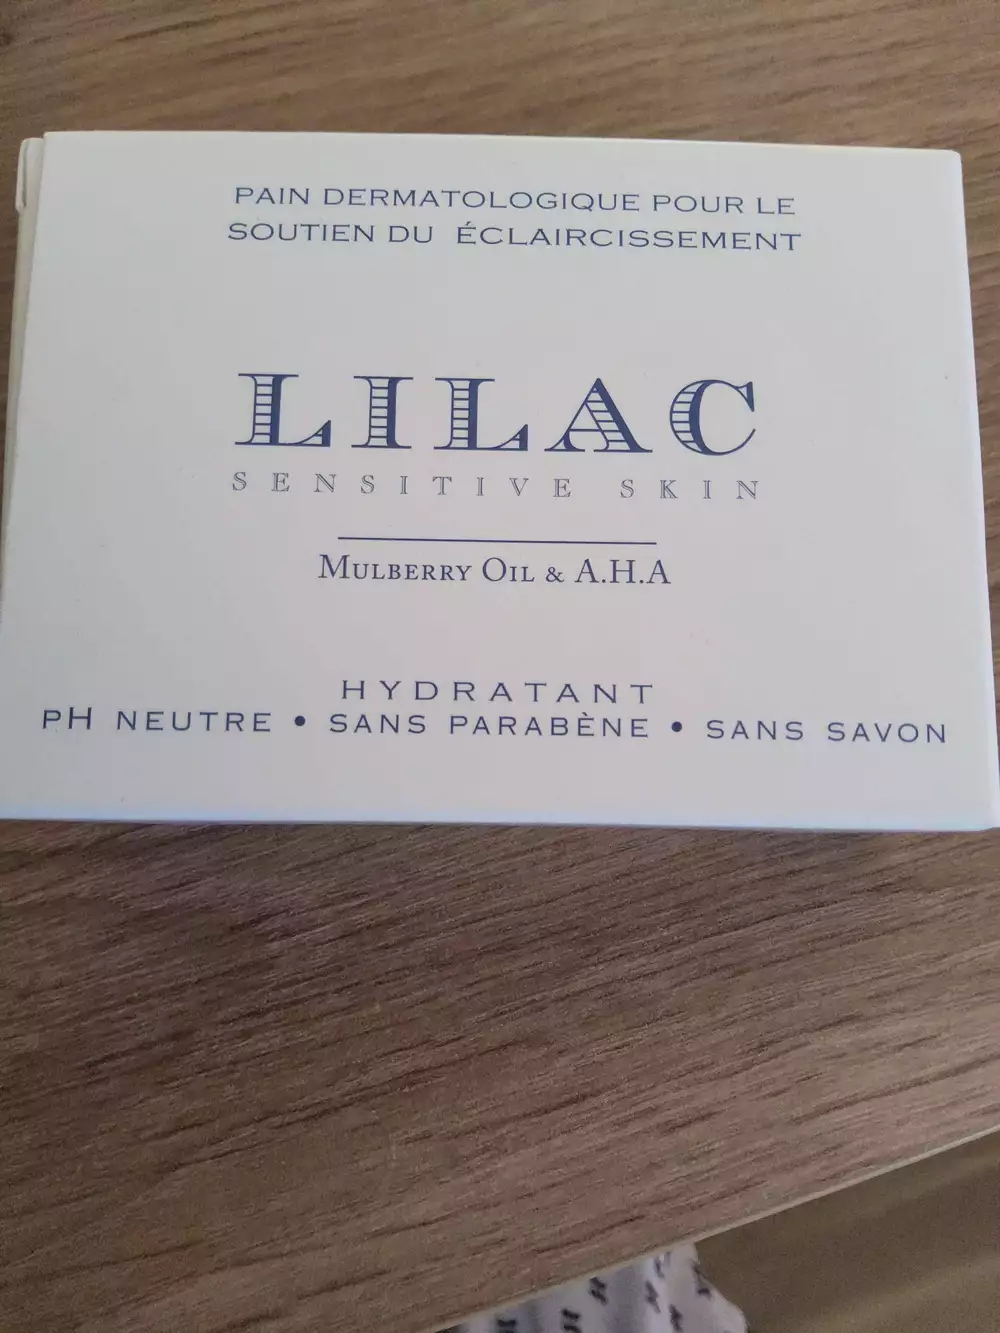 PAIN DERMATOLOGIQUE POUR LE
SOUTIEN DU ÉCLAIRCISSEMENT
LILAC
SENSITIVE SKIN
MULBERRY OIL & A.H.A
HYDRATANT
pH NEUTRE • SANS PARABÈNE • SANS SAVON